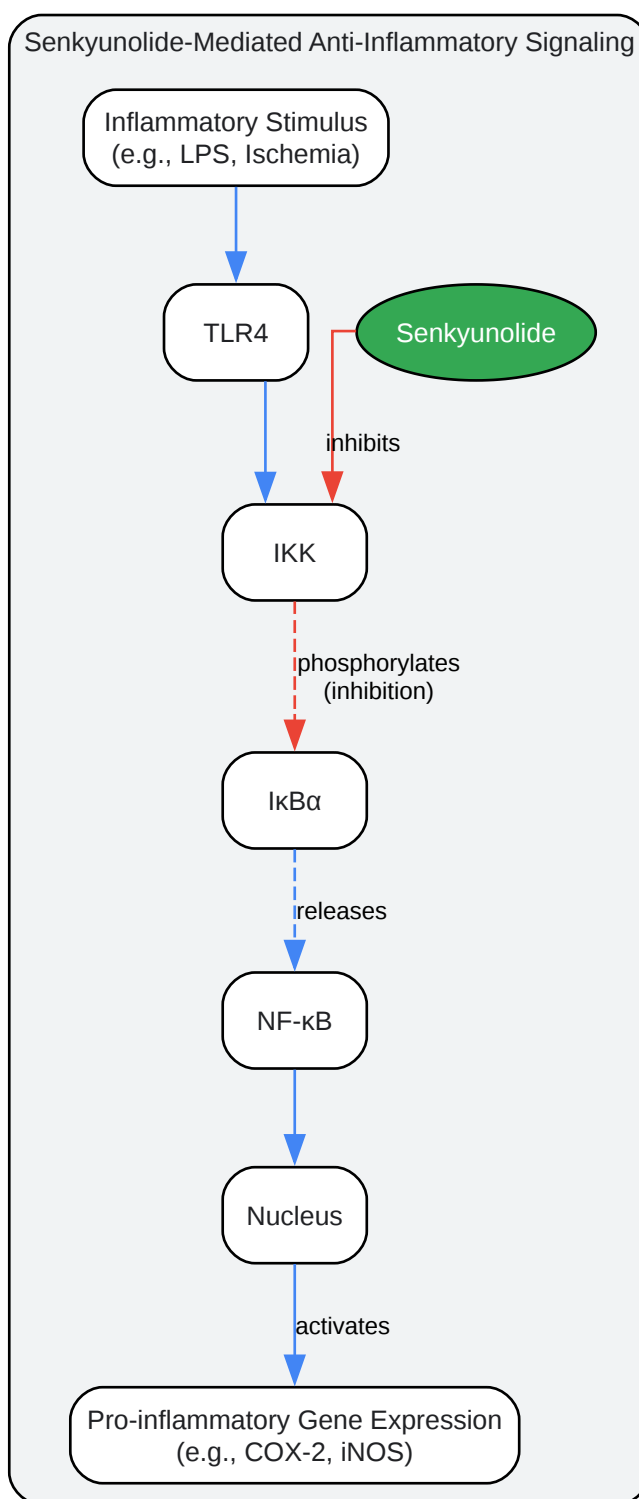 Senkyunolide-Mediated Anti-Inflammatory Signaling
Inflammatory Stimulus
(e.g., LPS, Ischemia)
TLR4
Senkyunolide
inhibits
IKK
phosphorylates
(inhibition)
IκBα
releases
NF-κB
Nucleus
activates
Pro-inflammatory Gene Expression
(e.g., COX-2, iNOS)